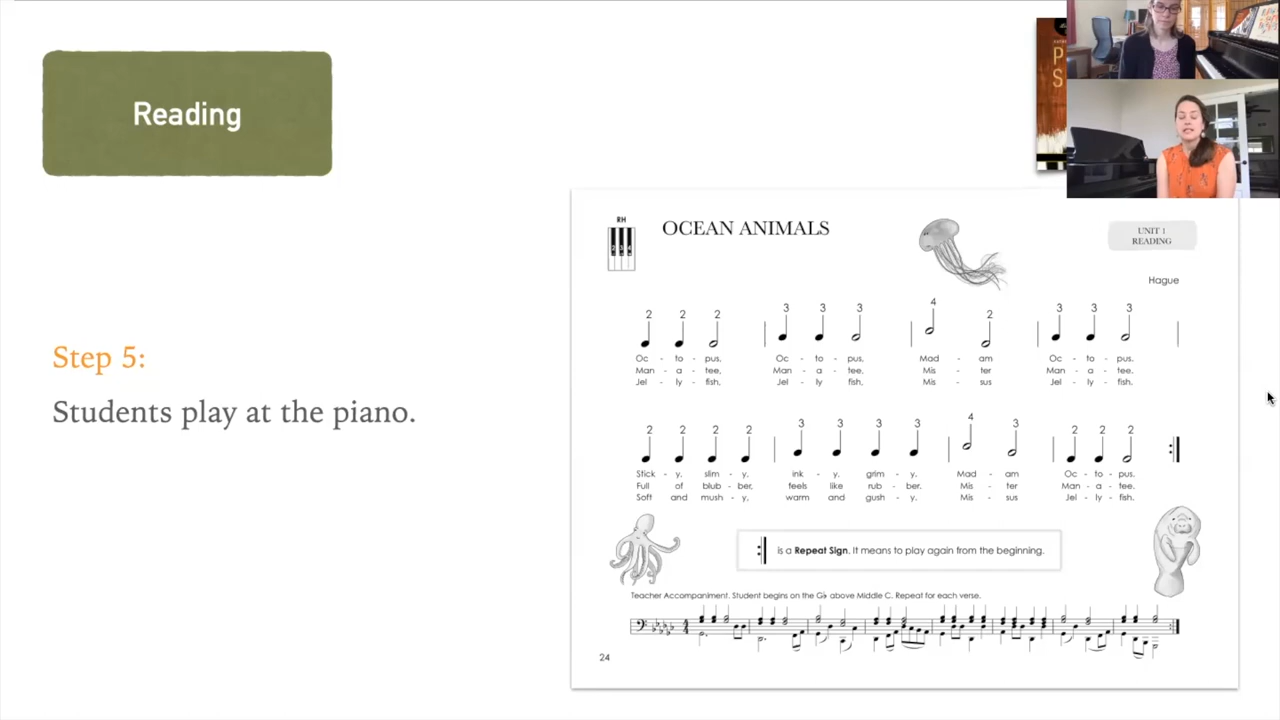 Reading
P
S
Step 5:
Students play at the piano.
RH
2 3 4
OCEAN ANIMALS
UNIT 1
READING
Hague
2 2 2 3 3 3 4 2 3 3 3
Oc - to - pus, Oc - to - pus, Mad - am Oc - to - pus.
Man - a - tee, Man - a - tee, Mis - ter Man - a - tee.
Jel - ly - fish, Jel - ly fish, Mis - sus Jel - ly - fish.
2 2 2 2 3 3 3 3 4 3 2 2 2
Stick - y, slim - y, ink - y, grim - y, Mad - am Oc - to - pus.
Full of blub - ber, feels like rub - ber, Mis - ter Man - a - tee.
Soft and mush - y, warm and gush - y, Mis - sus Jel - ly - fish.
is a Repeat Sign. It means to play again from the beginning.
Teacher Accompaniment. Student begins on the G♭ above Middle C. Repeat for each verse.
24